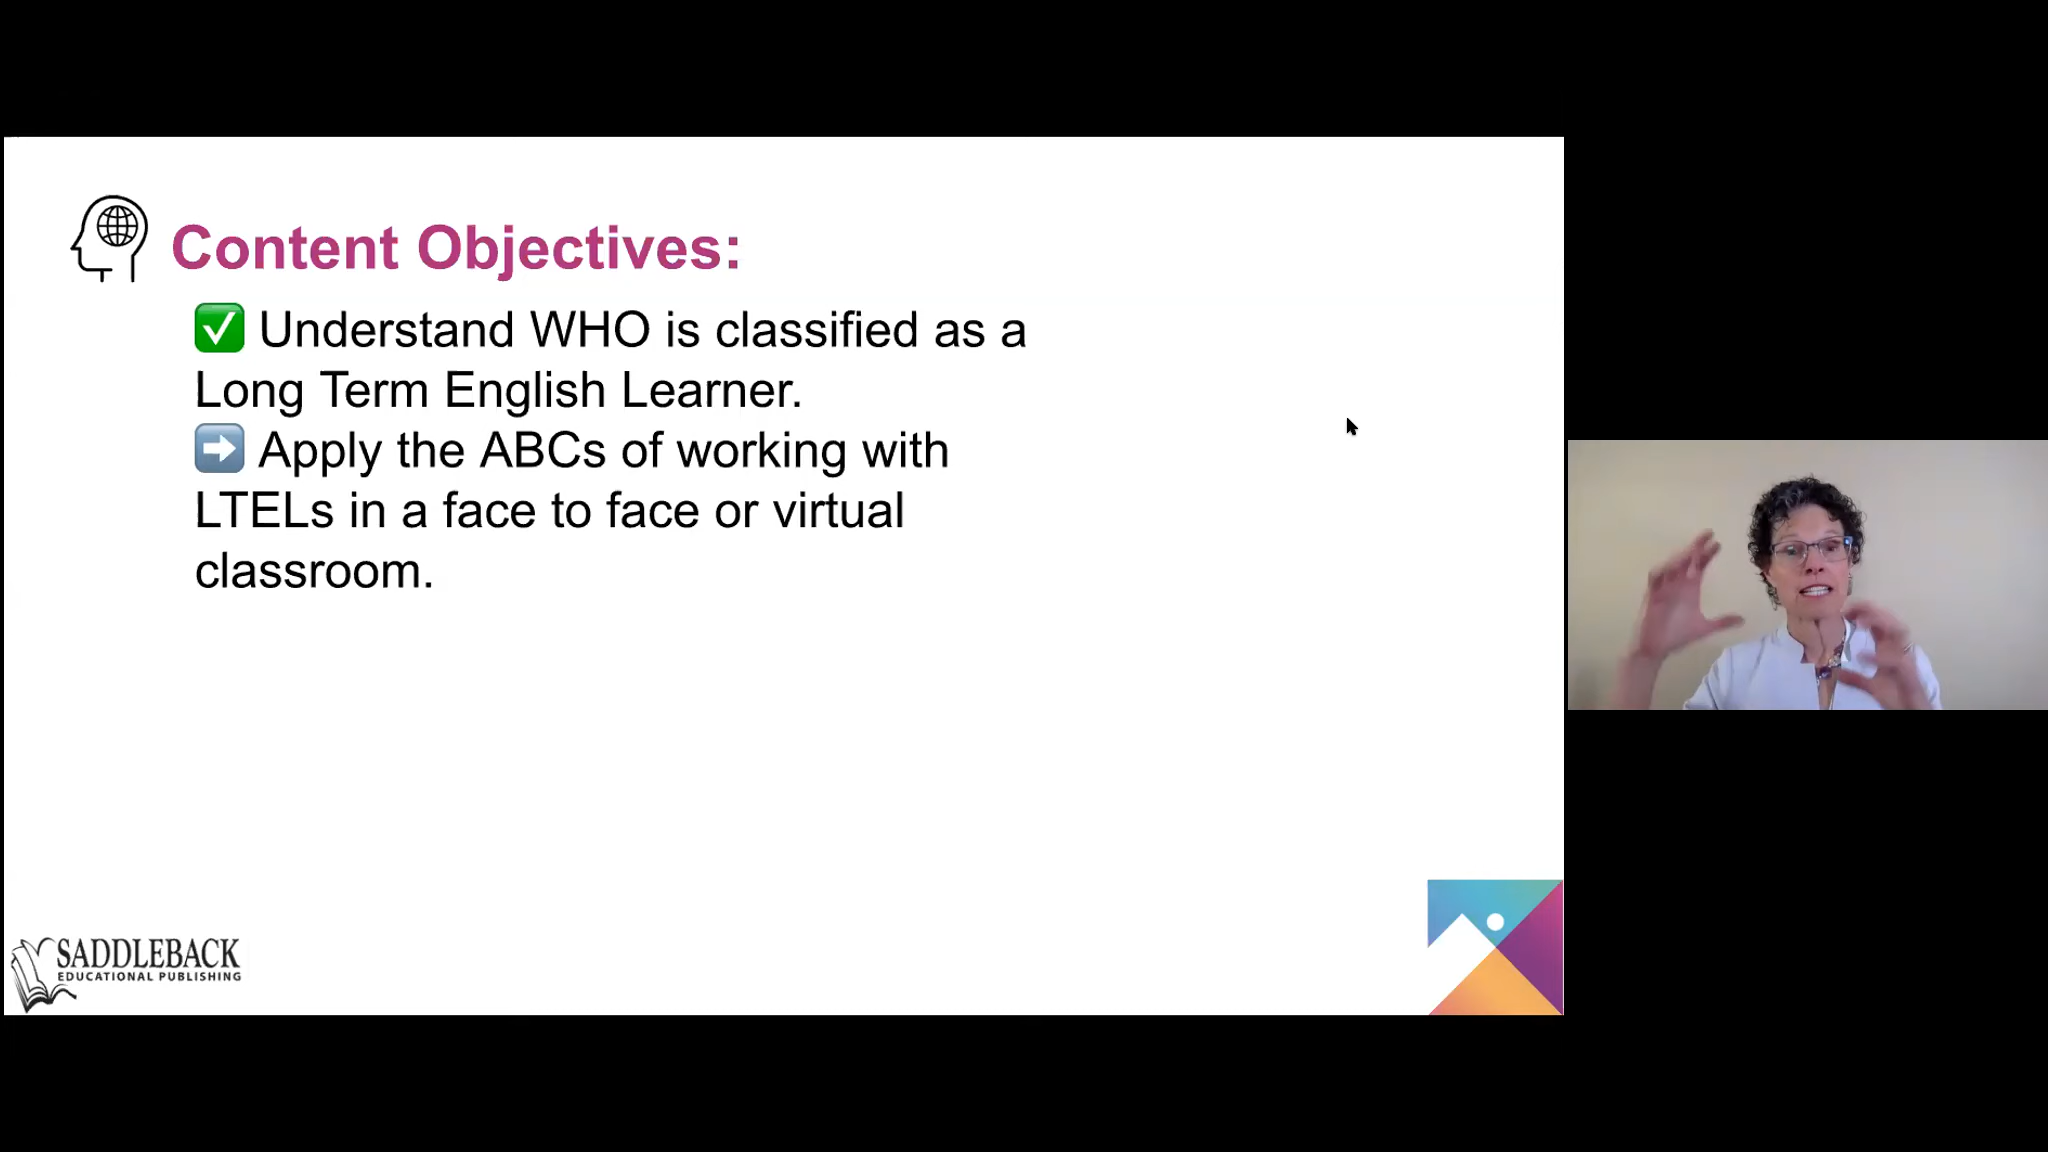 Content Objectives:
✅ Understand WHO is classified as a
Long Term English Learner.
➡️ Apply the ABCs of working with
LTELs in a face to face or virtual
classroom.
SADDLEBACK
EDUCATIONAL PUBLISHING